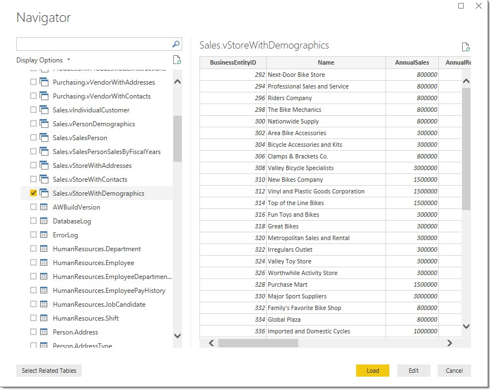 Navigator
Display Options
Sales.vStoreWithDemographics
Purchasing.vVendorWithAddresses
Purchasing.vVendorWithContacts
Sales.vIndividualCustomer
Sales.vPersonDemographics
Sales.vSalesPerson
Sales.vSalesPersonSalesByFiscalYears
Sales.vStoreWithAddresses
Sales.vStoreWithContacts
Sales.vStoreWithDemographics
AWBuildVersion
DatabaseLog
ErrorLog
HumanResources.Department
HumanResources.Employee
HumanResources.EmployeeDepartmen...
HumanResources.EmployeePayHistory
HumanResources.JobCandidate
HumanResources.Shift
Person.Address
Person.AddressType
BusinessEntityID Name AnnualSales AnnualRe
292 Next-Door Bike Store 800000
294 Professional Sales and Service 800000
296 Riders Company 800000
298 The Bike Mechanics 800000
300 Nationwide Supply 800000
302 Area Bike Accessories 300000
304 Bicycle Accessories and Kits 300000
306 Clamps & Brackets Co. 800000
308 Valley Bicycle Specialists 300000
310 New Bikes Company 1500000
312 Vinyl and Plastic Goods Corporation 1500000
314 Top of the Line Bikes 1500000
316 Fun Toys and Bikes 300000
318 Great Bikes 300000
320 Metropolitan Sales and Rental 300000
322 Irregulars Outlet 300000
324 Valley Toy Store 300000
326 Worthwhile Activity Store 300000
328 Purchase Mart 1500000
330 Major Sport Suppliers 3000000
332 Family's Favorite Bike Shop 800000
334 Global Plaza 800000
336 Imported and Domestic Cycles 1000000
Select Related Tables
Load
Edit
Cancel